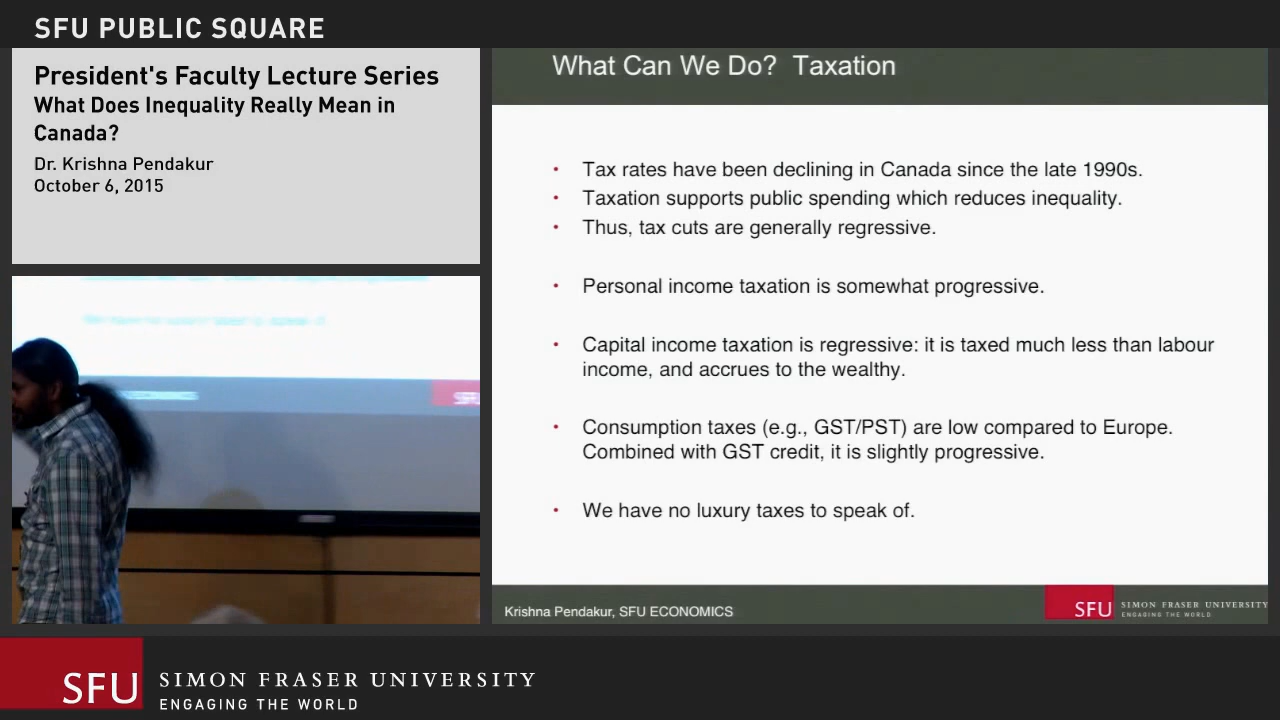 SFU PUBLIC SQUARE
President's Faculty Lecture Series
What Does Inequality Really Mean in
Canada?
Dr. Krishna Pendakur
October 6, 2015
What Can We Do? Taxation
• Tax rates have been declining in Canada since the late 1990s.
• Taxation supports public spending which reduces inequality.
• Thus, tax cuts are generally regressive.
• Personal income taxation is somewhat progressive.
• Capital income taxation is regressive: it is taxed much less than labour
income, and accrues to the wealthy.
• Consumption taxes (e.g., GST/PST) are low compared to Europe.
Combined with GST credit, it is slightly progressive.
• We have no luxury taxes to speak of.
Krishna Pendakur, SFU ECONOMICS
SFU SIMON FRASER UNIVERSITY
ENGAGING THE WORLD
SFU SIMON FRASER UNIVERSITY
ENGAGING THE WORLD